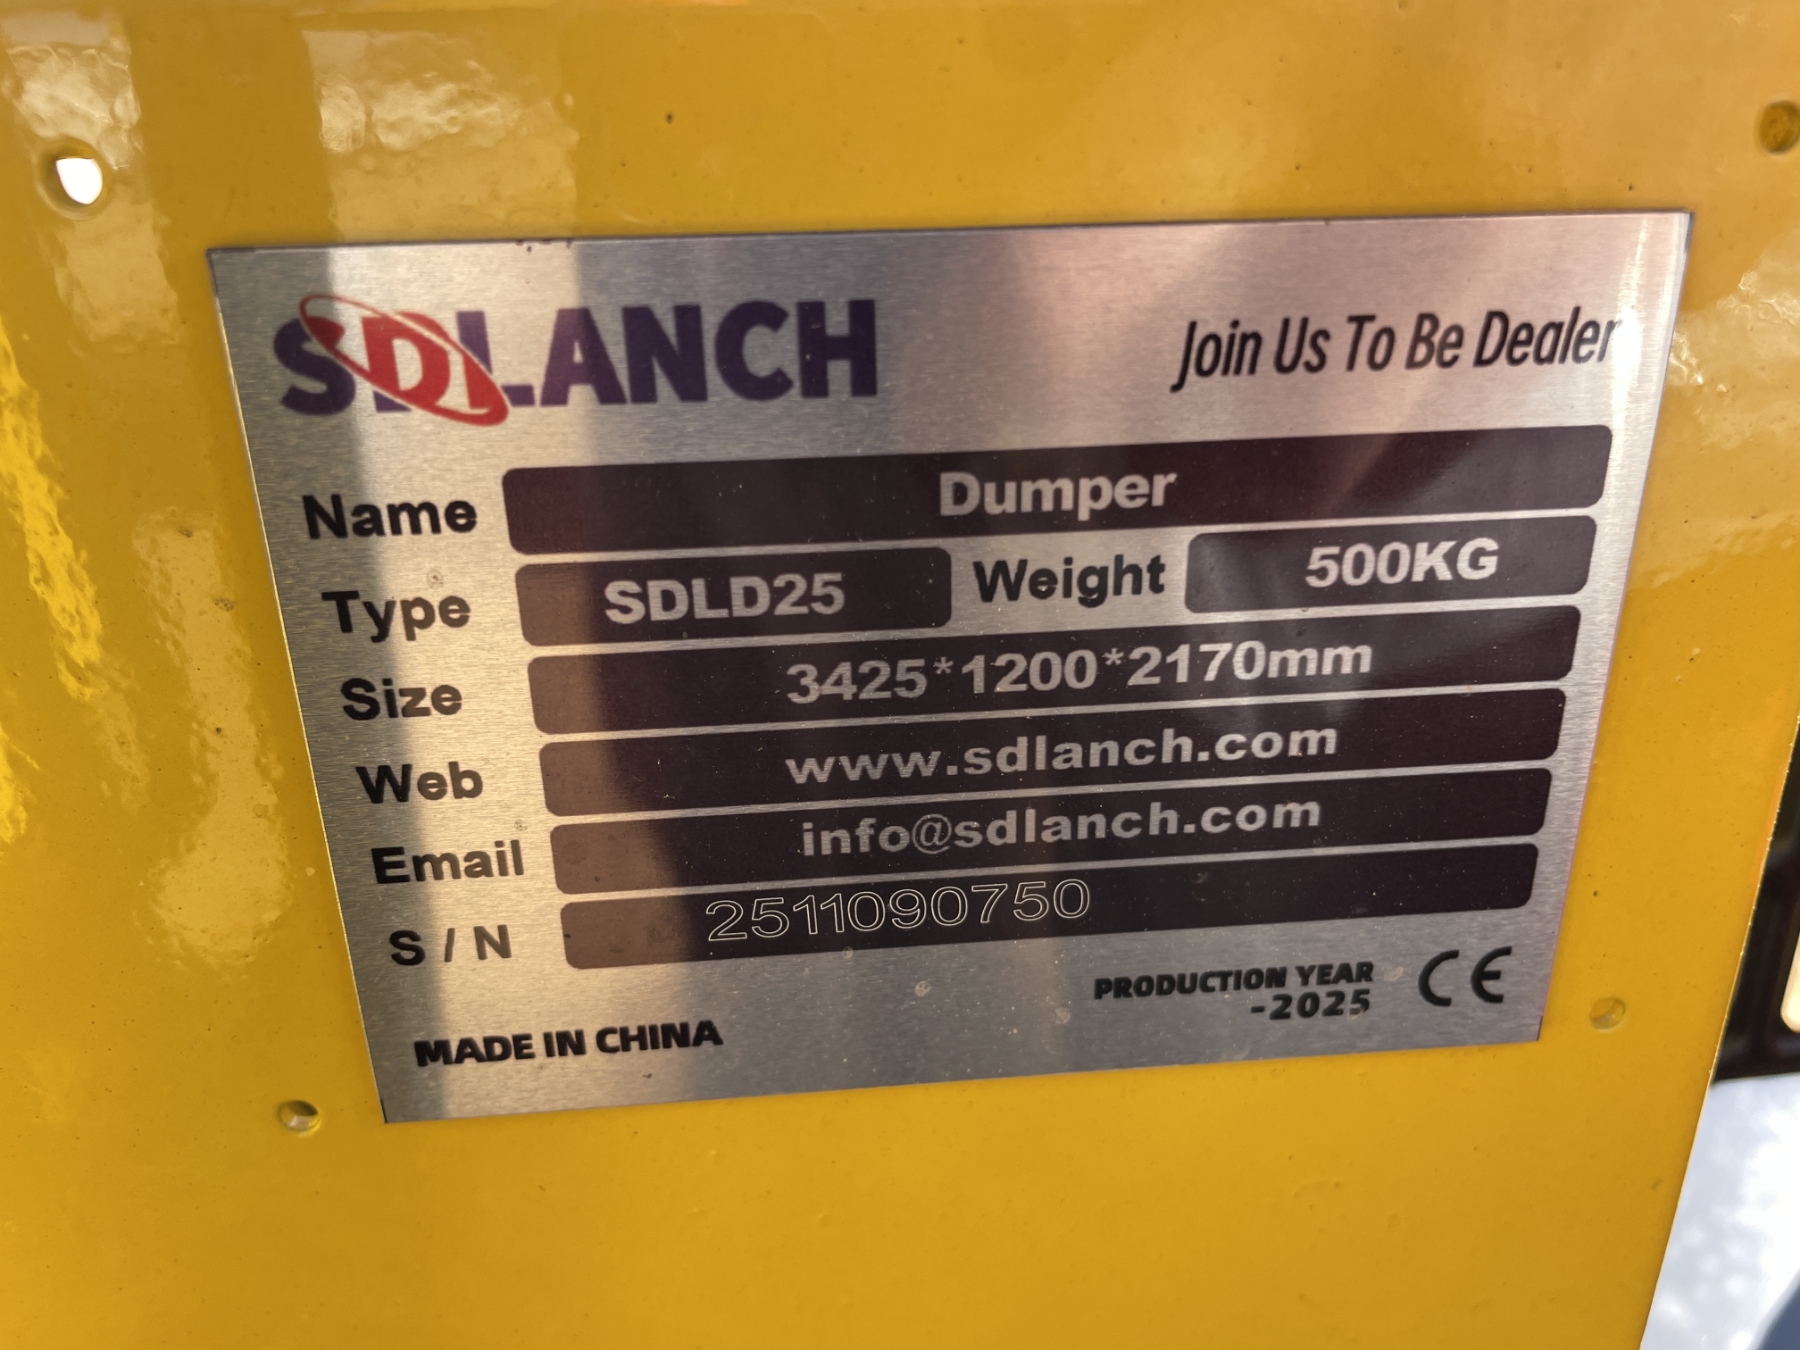 SDLANCH
Join Us To Be Dealer
Name Dumper
Type SDLD25 Weight 500KG
Size 3425*1200*2170mm
Web www.sdlanch.com
Email info@sdlanch.com
S/N 2511090750
PRODUCTION YEAR
-2025
CE
MADE IN CHINA